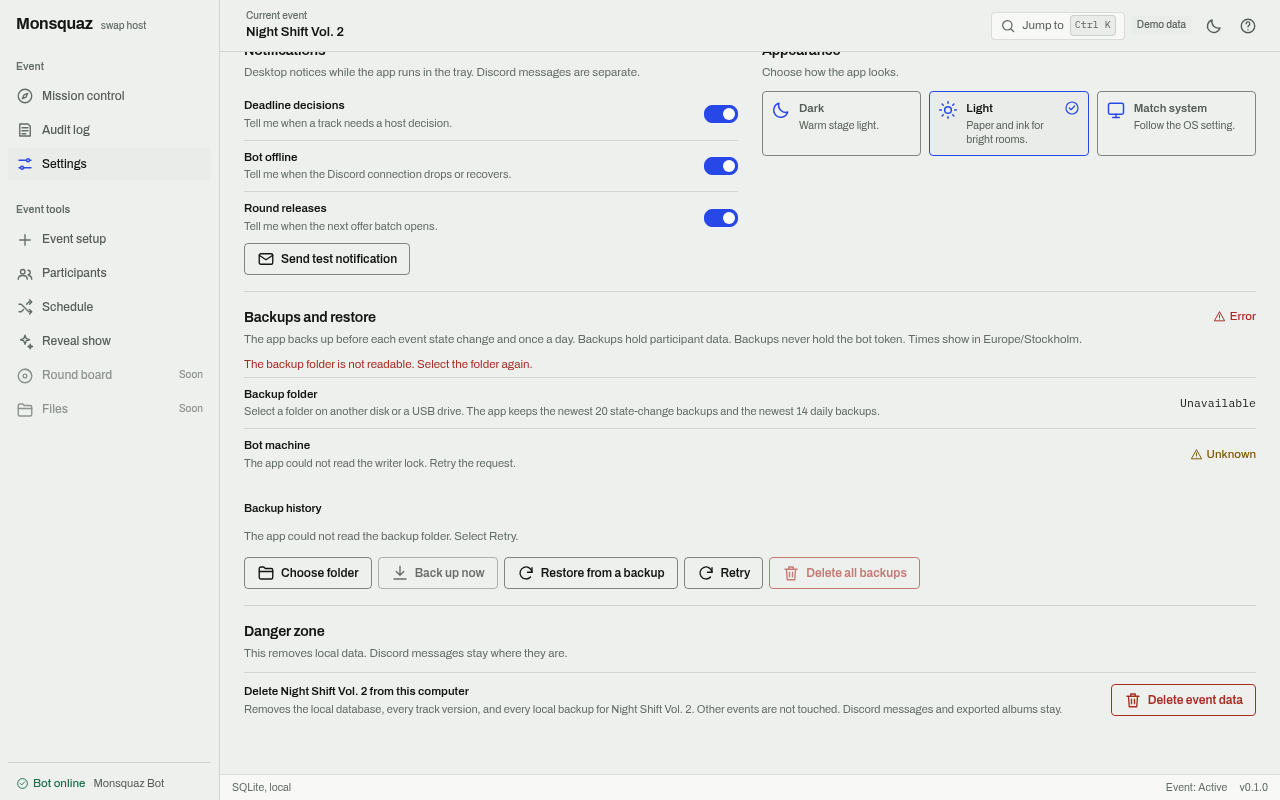 Monsquaz swap host
Event
Mission control
Audit log
Settings
Event tools
Event setup
Participants
Schedule
Reveal show
Round board Soon
Files Soon
Bot online Monsquaz Bot
Current event
Night Shift Vol. 2
Jump to Ctrl K
Demo data
Notifications
Desktop notices while the app runs in the tray. Discord messages are separate.
Deadline decisions
Tell me when a track needs a host decision.
Bot offline
Tell me when the Discord connection drops or recovers.
Round releases
Tell me when the next offer batch opens.
Send test notification
Appearance
Choose how the app looks.
Dark
Warm stage light.
Light
Paper and ink for
bright rooms.
Match system
Follow the OS setting.
Backups and restore
Error
The app backs up before each event state change and once a day. Backups hold participant data. Backups never hold the bot token. Times show in Europe/Stockholm.
The backup folder is not readable. Select the folder again.
Backup folder
Select a folder on another disk or a USB drive. The app keeps the newest 20 state-change backups and the newest 14 daily backups.
Unavailable
Bot machine
The app could not read the writer lock. Retry the request.
Unknown
Backup history
The app could not read the backup folder. Select Retry.
Choose folder
Back up now
Restore from a backup
Retry
Delete all backups
Danger zone
This removes local data. Discord messages stay where they are.
Delete Night Shift Vol. 2 from this computer
Removes the local database, every track version, and every local backup for Night Shift Vol. 2. Other events are not touched. Discord messages and exported albums stay.
Delete event data
SQLite, local
Event: Active v0.1.0